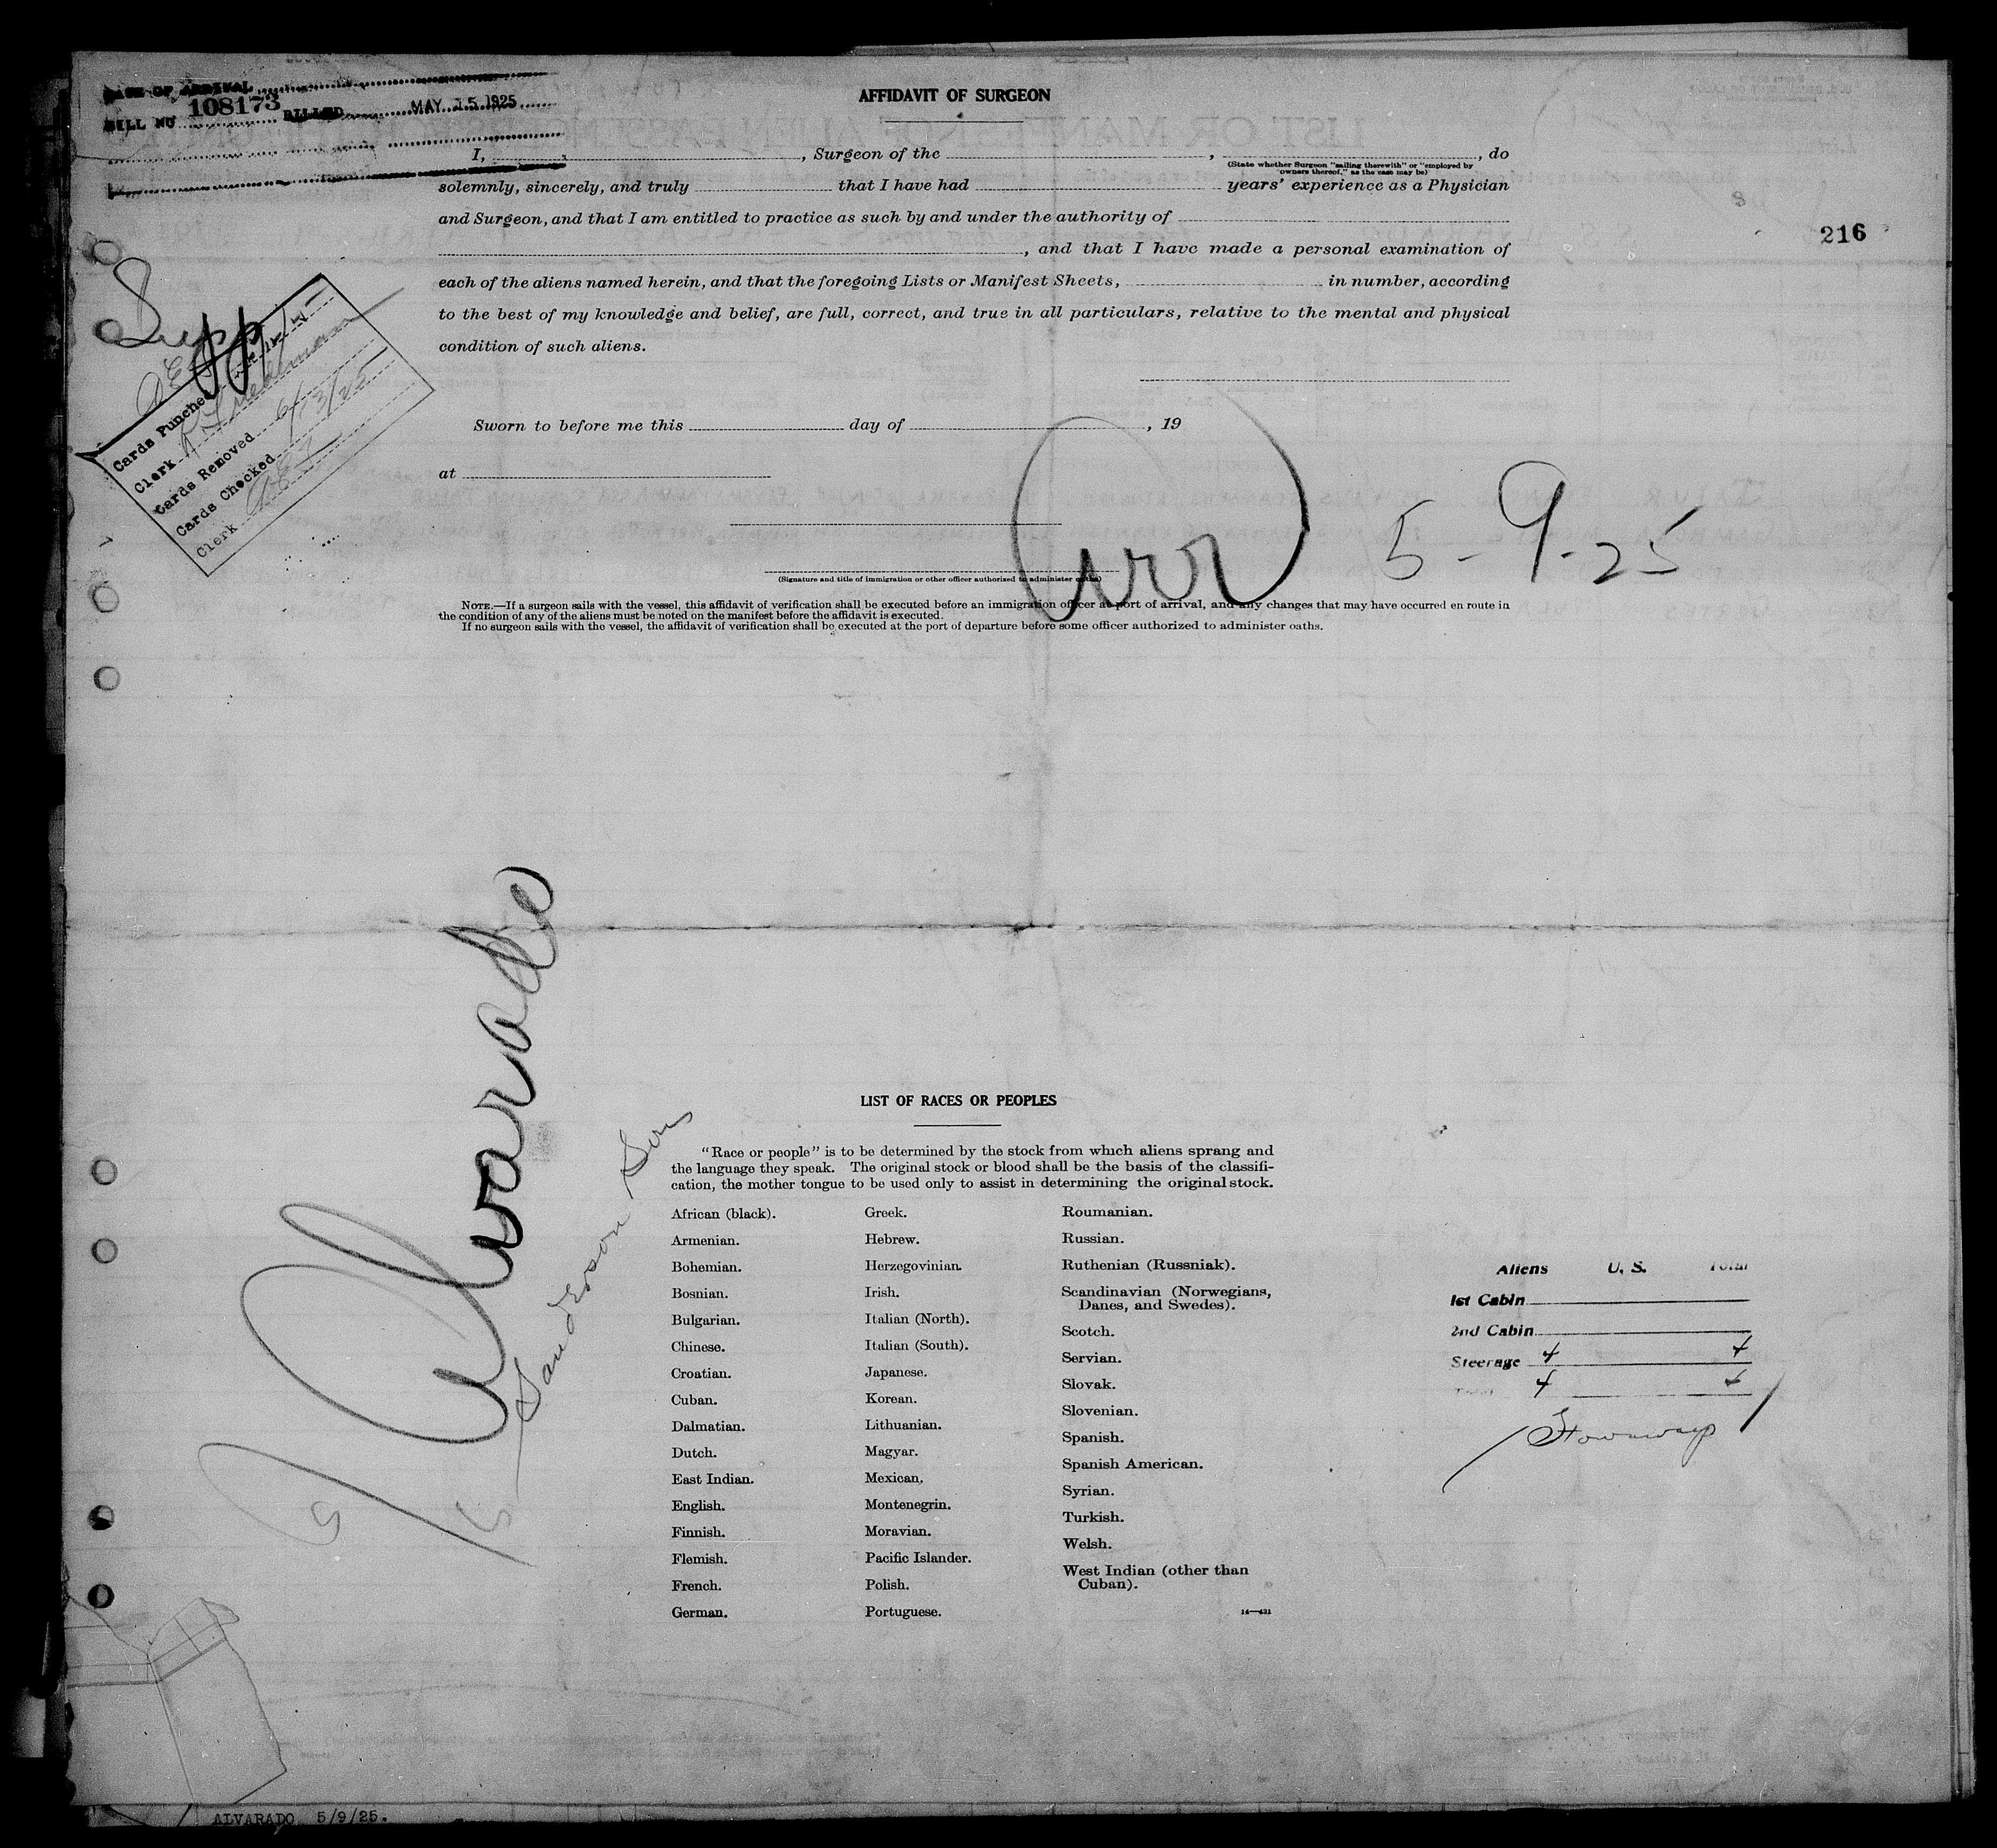 DATE OF ARRIVAL
BILL NO 108173 BILLED MAY 15 1925
AFFIDAVIT OF SURGEON
I, , Surgeon of the , , do
(State whether Surgeon "sailing therewith" or "employed by
owners thereof," as the case may be)
solemnly, sincerely, and truly that I have had years' experience as a Physician
and Surgeon, and that I am entitled to practice as such by and under the authority of
, and that I have made a personal examination of
216
each of the aliens named herein, and that the foregoing Lists or Manifest Sheets, in number, according
to the best of my knowledge and belief, are full, correct, and true in all particulars, relative to the mental and physical
condition of such aliens.
Supp
Cards Punched
Clerk
Cards Removed 6/13/25
Cards Checked
Clerk
Sworn to before me this day of , 19
at
Arr 5-9-25
(Signature and title of immigration or other officer authorized to administer oaths)
NOTE.—If a surgeon sails with the vessel, this affidavit of verification shall be executed before an immigration officer at port of arrival, and any changes that may have occurred en route in
the condition of any of the aliens must be noted on the manifest before the affidavit is executed.
If no surgeon sails with the vessel, the affidavit of verification shall be executed at the port of departure before some officer authorized to administer oaths.
Alvarado
Sanderson Son
LIST OF RACES OR PEOPLES
"Race or people" is to be determined by the stock from which aliens sprang and
the language they speak. The original stock or blood shall be the basis of the classifi-
cation, the mother tongue to be used only to assist in determining the original stock.
African (black).
Armenian.
Bohemian.
Bosnian.
Bulgarian.
Chinese.
Croatian.
Cuban.
Dalmatian.
Dutch.
East Indian.
English.
Finnish.
Flemish.
French.
German.
Greek.
Hebrew.
Herzegovinian.
Irish.
Italian (North).
Italian (South).
Japanese.
Korean.
Lithuanian.
Magyar.
Mexican.
Montenegrin.
Moravian.
Pacific Islander.
Polish.
Portuguese.
Roumanian.
Russian.
Ruthenian (Russniak).
Scandinavian (Norwegians,
Danes, and Swedes).
Scotch.
Servian.
Slovak.
Slovenian.
Spanish.
Spanish American.
Syrian.
Turkish.
Welsh.
West Indian (other than
Cuban).
14—431
Aliens U. S. Total
1st Cabin
2nd Cabin
Steerage 4 4
Total 4 4
Stowaways
ALVARADO 5/9/25.